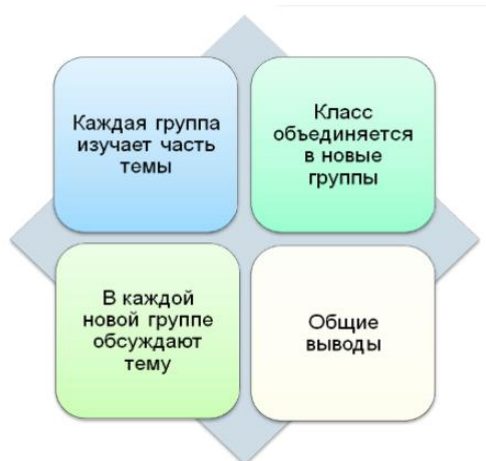 Каждая группа
изучает часть
темы
Класс
объединяется
в новые
группы
В каждой
новой группе
обсуждают
тему
Общие
выводы